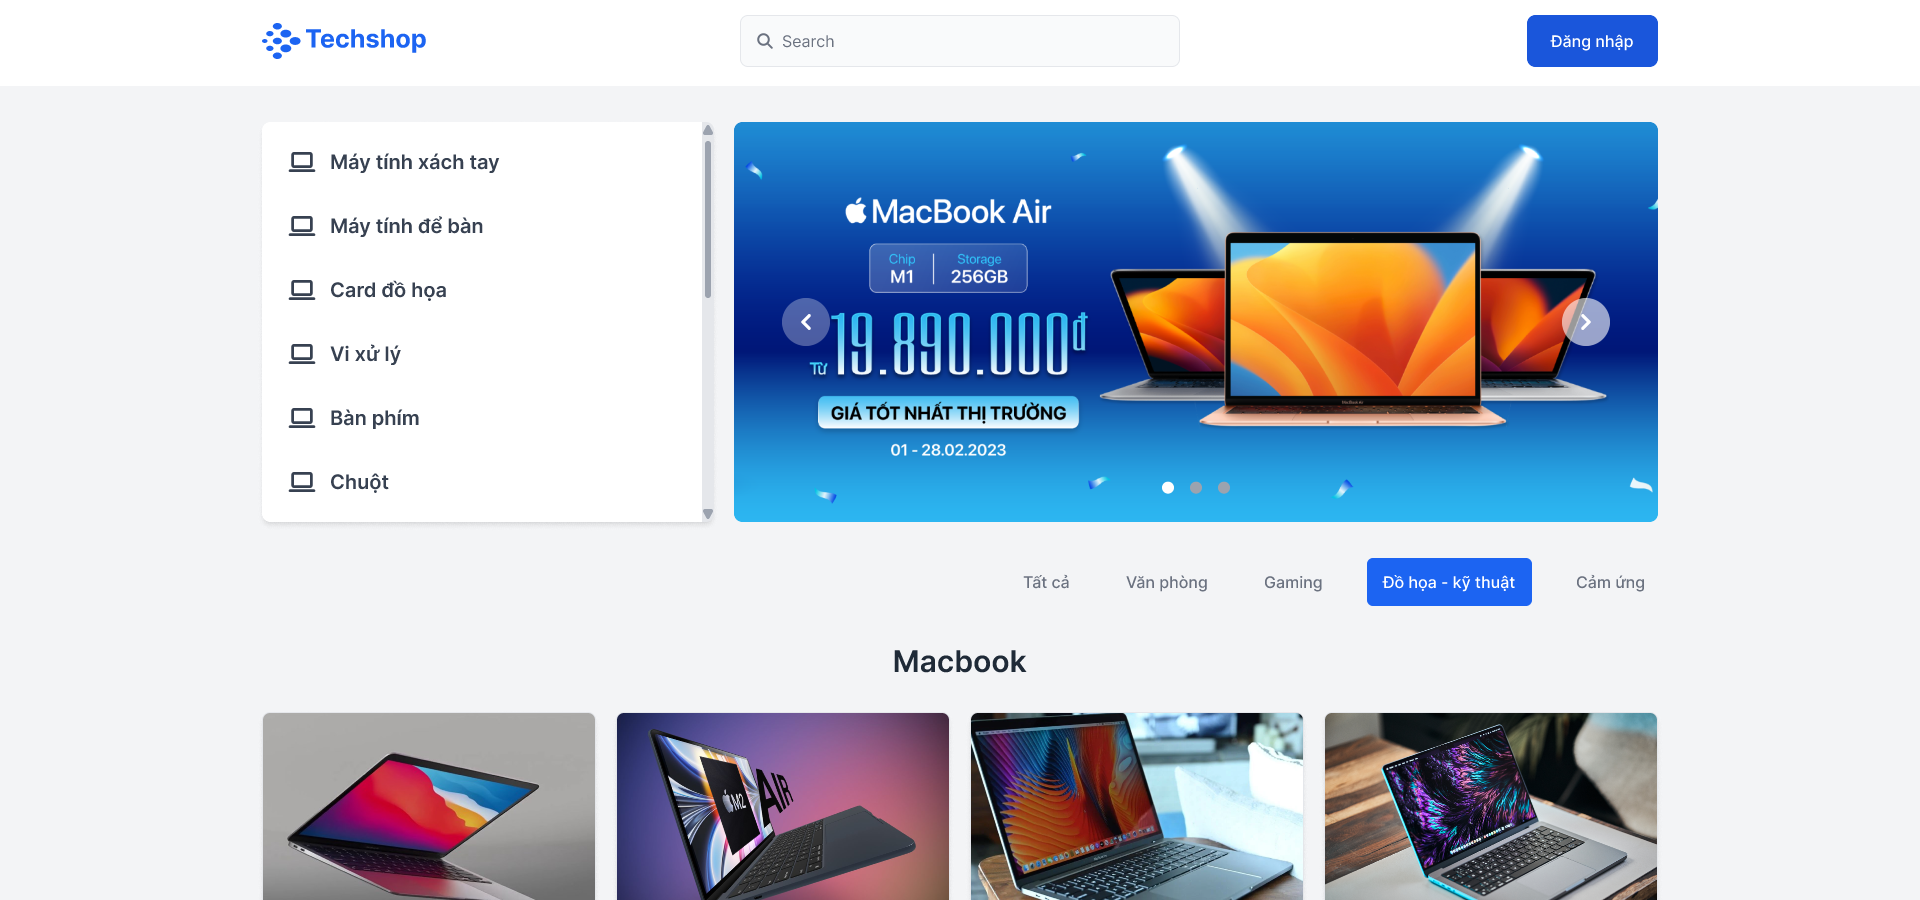 Techshop
Search
Đăng nhập
Máy tính xách tay
Máy tính để bàn
Card đồ họa
Vi xử lý
Bàn phím
Chuột
MacBook Air
Chip
M1
Storage
256GB
Từ 19.890.000đ
GIÁ TỐT NHẤT THỊ TRƯỜNG
01 - 28.02.2023
Tất cả
Văn phòng
Gaming
Đồ họa - kỹ thuật
Cảm ứng
Macbook
M2
AIR